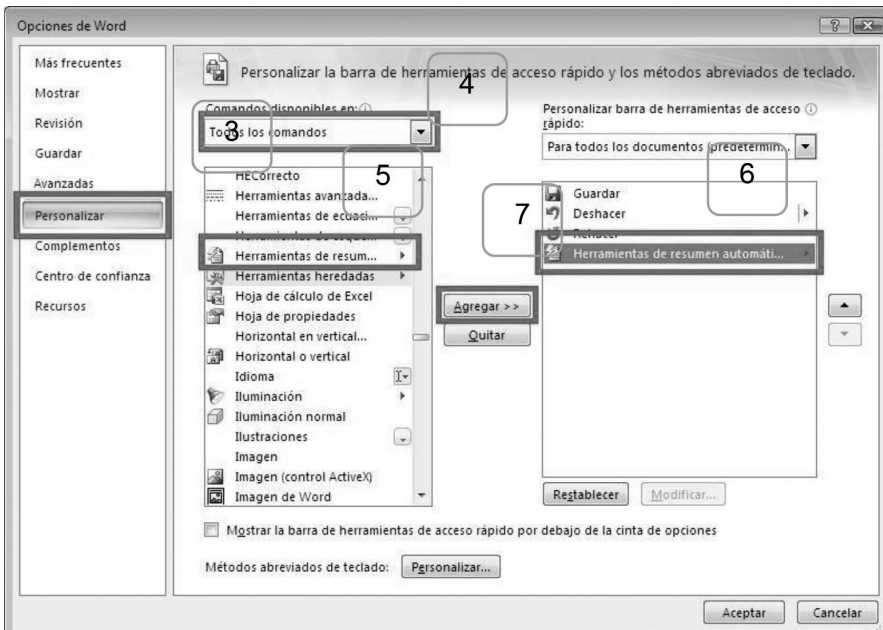 Opciones de Word
Más frecuentes
Mostrar
Revisión
Guardar
Avanzadas
Personalizar
Complementos
Centro de confianza
Recursos
Personalizar la barra de herramientas de acceso rápido y los métodos abreviados de teclado.
4
Comandos disponibles en:
3
Todos los comandos
5
HECorrecto
Herramientas avanzada...
Herramientas de ecuaci...
Herramientas de esque...
Herramientas de resum...
Herramientas heredadas
Hoja de cálculo de Excel
Hoja de propiedades
Horizontal en vertical...
Horizontal o vertical
Idioma
Iluminación
Iluminación normal
Ilustraciones
Imagen
Imagen (control ActiveX)
Imagen de Word
Agregar >>
Quitar
Personalizar barra de herramientas de acceso
rápido:
Para todos los documentos (predetermin...
6
7
Guardar
Deshacer
Rehacer
Herramientas de resumen automáti...
Restablecer
Modificar...
Mostrar la barra de herramientas de acceso rápido por debajo de la cinta de opciones
Métodos abreviados de teclado:
Personalizar...
Aceptar
Cancelar